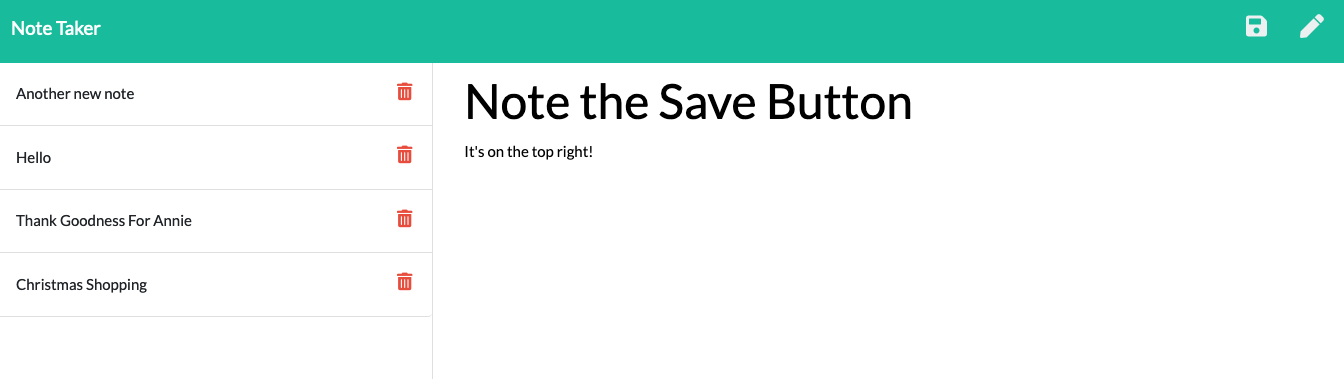 Note Taker
Another new note
Hello
Thank Goodness For Annie
Christmas Shopping
Note the Save Button
It's on the top right!